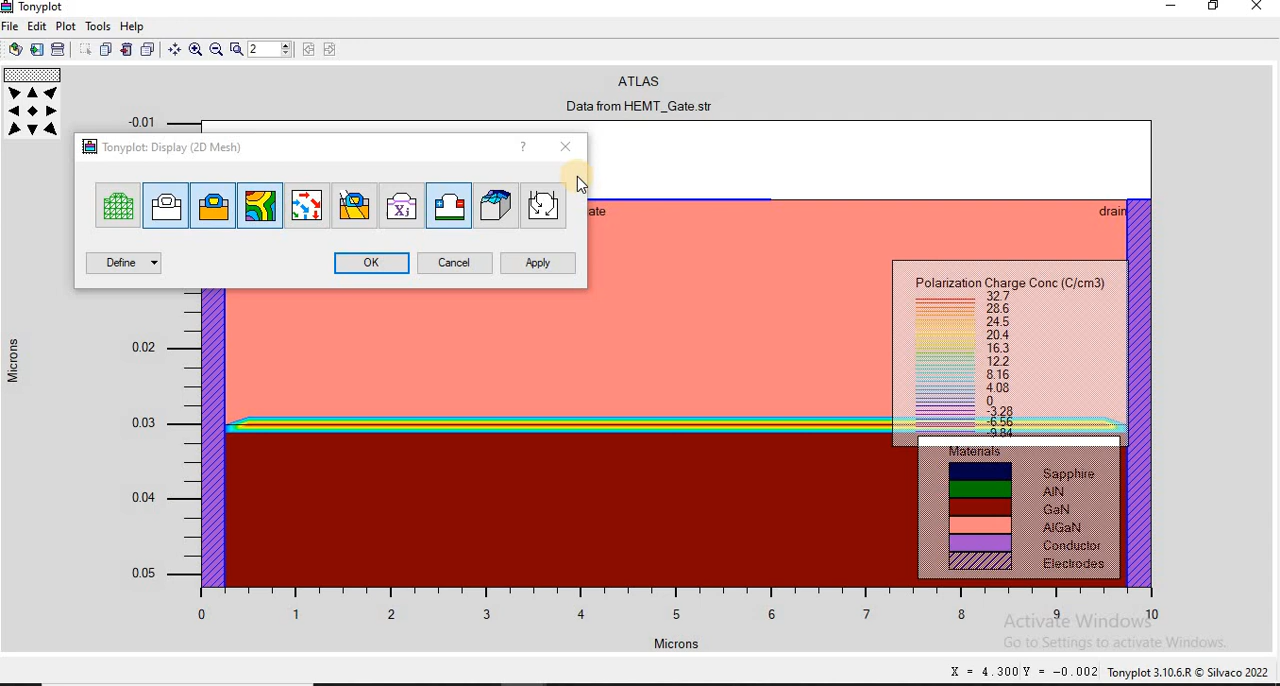 Tonyplot
File Edit Plot Tools Help
2
ATLAS
Data from HEMT_Gate.str
-0.01
Tonyplot: Display (2D Mesh)
? 
Xj
Define OK Cancel Apply
ate
drain
Polarization Charge Conc (C/cm3)
32.7
28.6
24.5
20.4
16.3
12.2
8.16
4.08
0
-3.28
-6.56
-9.84
Materials
Sapphire
AlN
GaN
AlGaN
Conductor
Electrodes
0.02
0.03
0.04
0.05
Microns
0 1 2 3 4 5 6 7 8 9 10
Microns
Activate Windows
Go to Settings to activate Windows.
X = 4.300 Y = -0.002 Tonyplot 3.10.6.R © Silvaco 2022